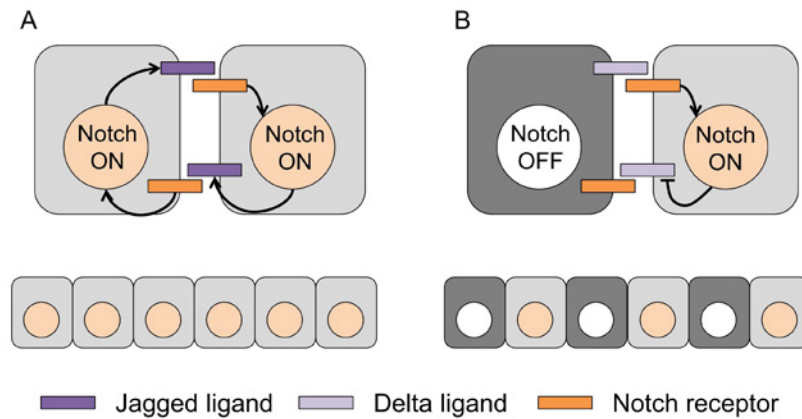 A
B
Notch
ON
Notch
ON
Notch
OFF
Notch
ON
Jagged ligand
Delta ligand
Notch receptor